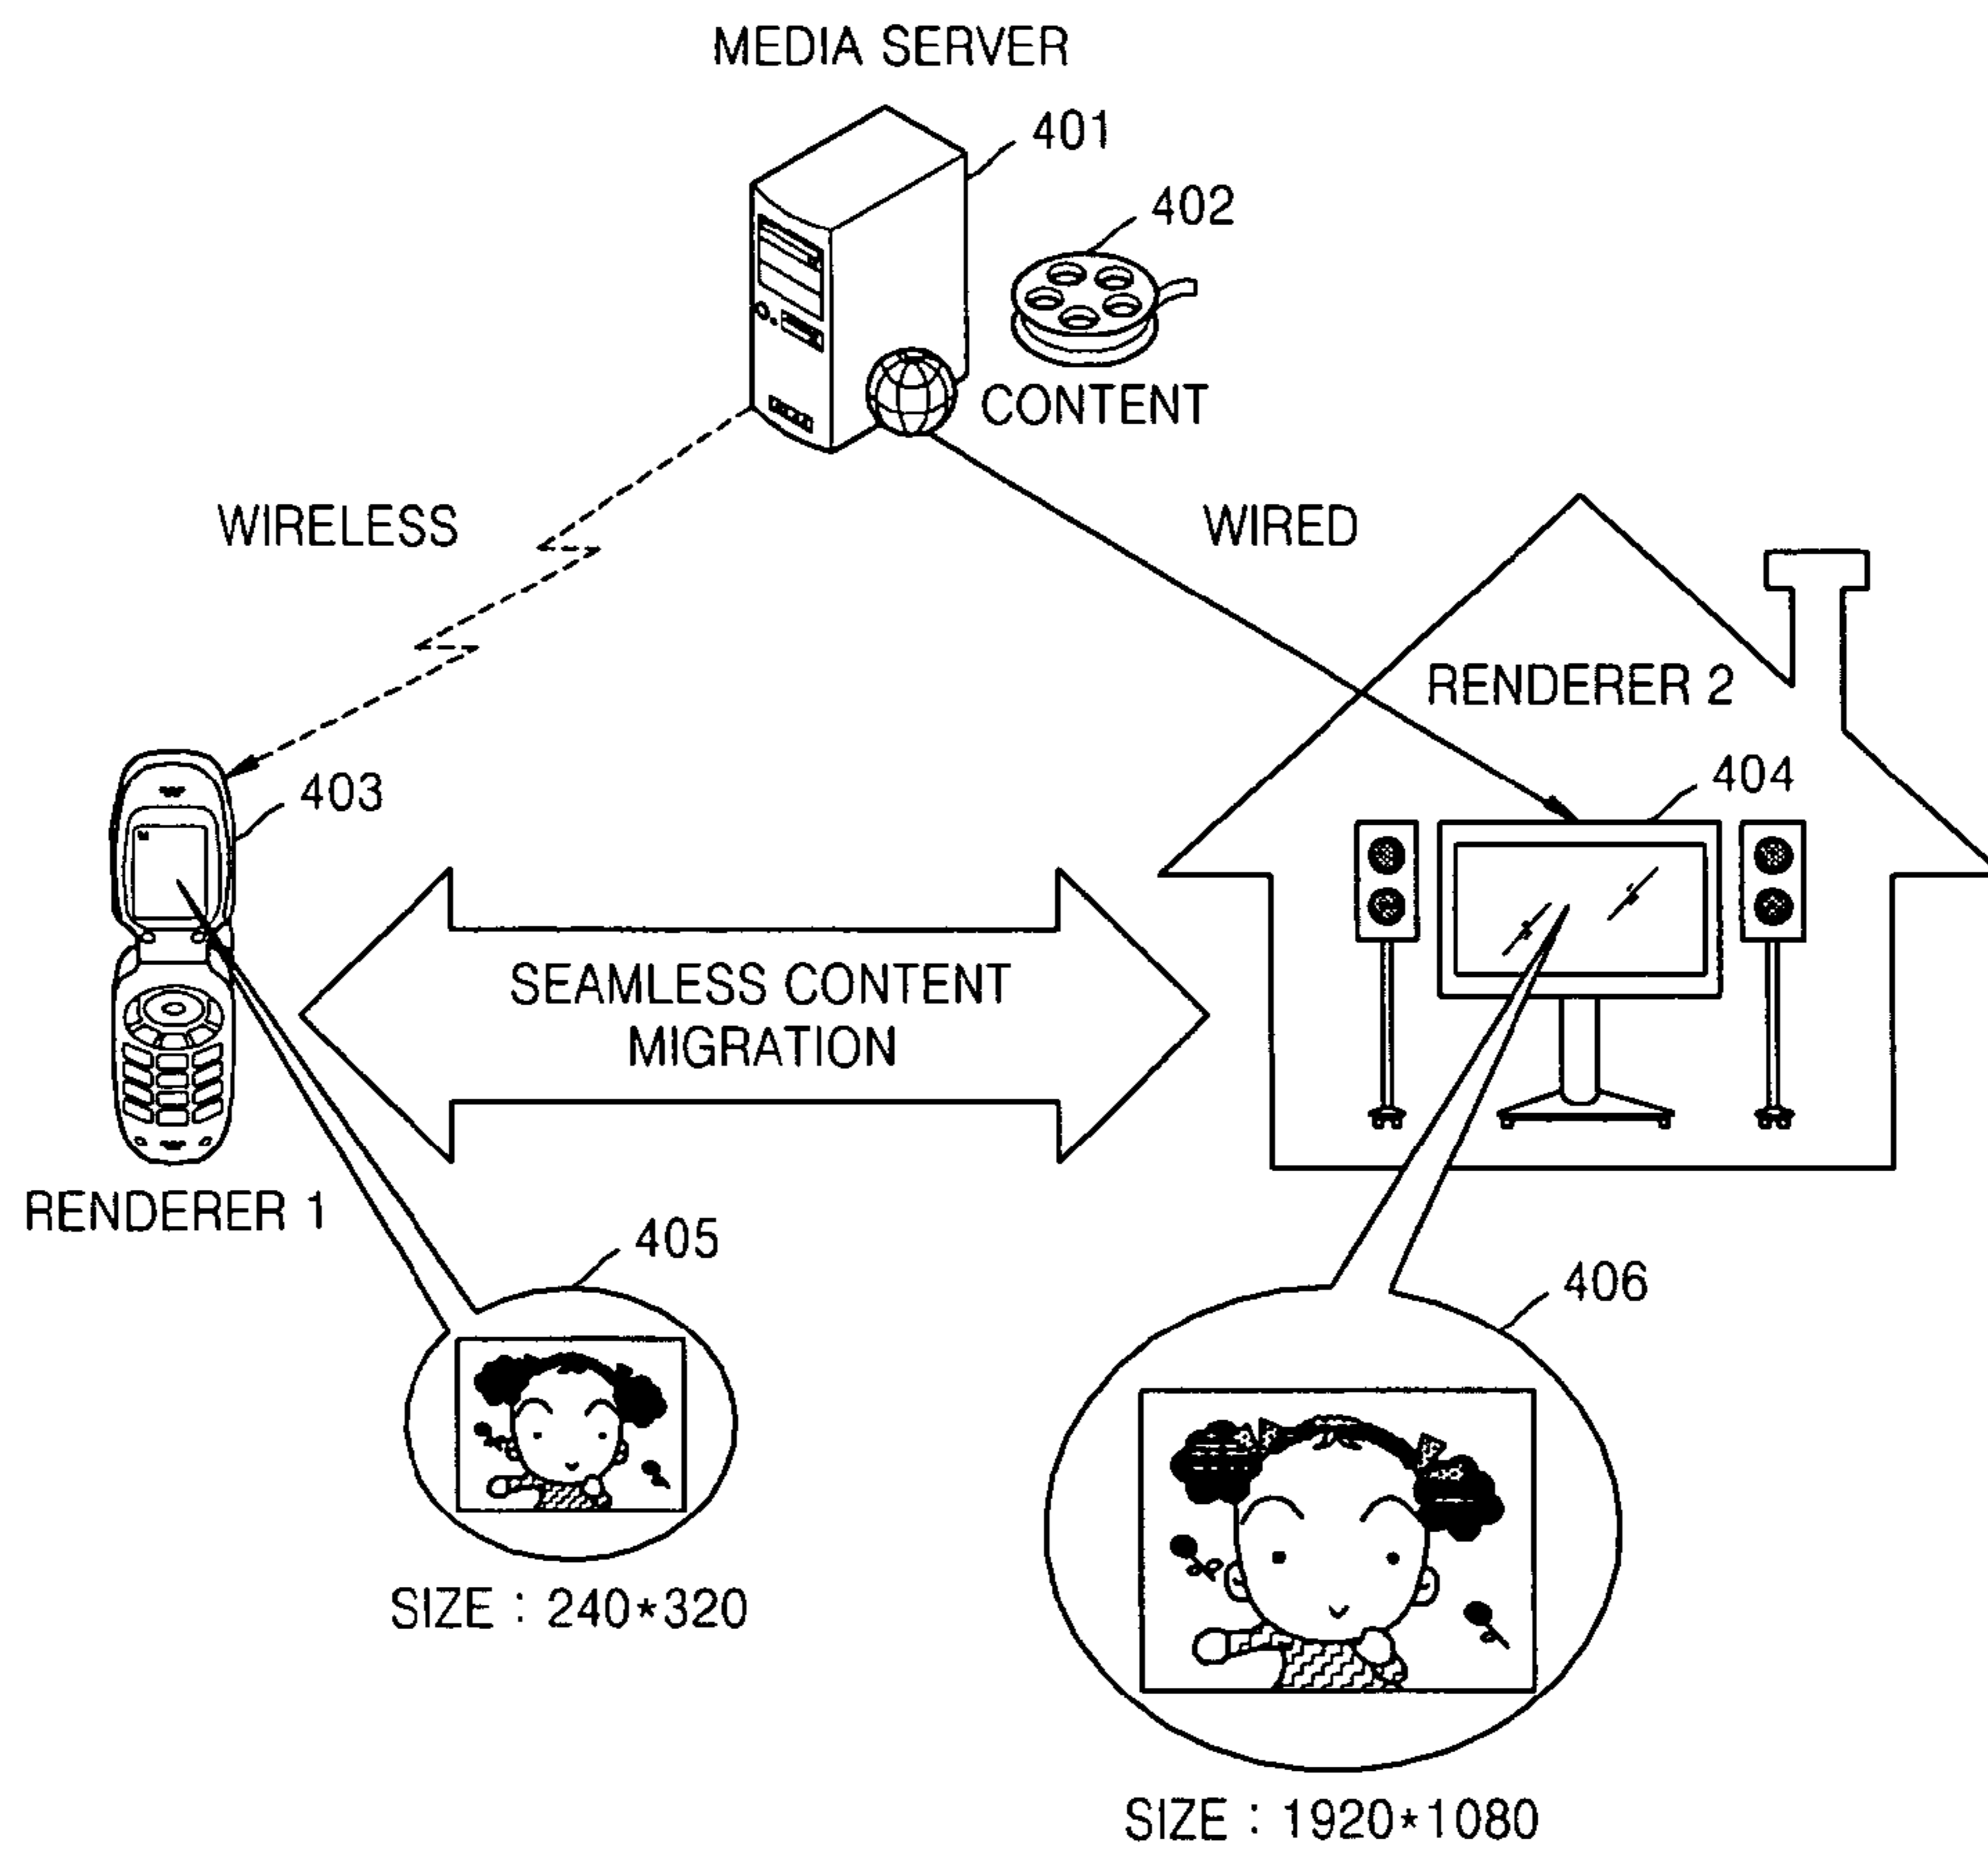 MEDIA SERVER
401
402
CONTENT
WIRELESS
WIRED
RENDERER 2
403
404
SEAMLESS CONTENT
MIGRATION
RENDERER 1
405
406
SIZE : 240*320
SIZE : 1920*1080